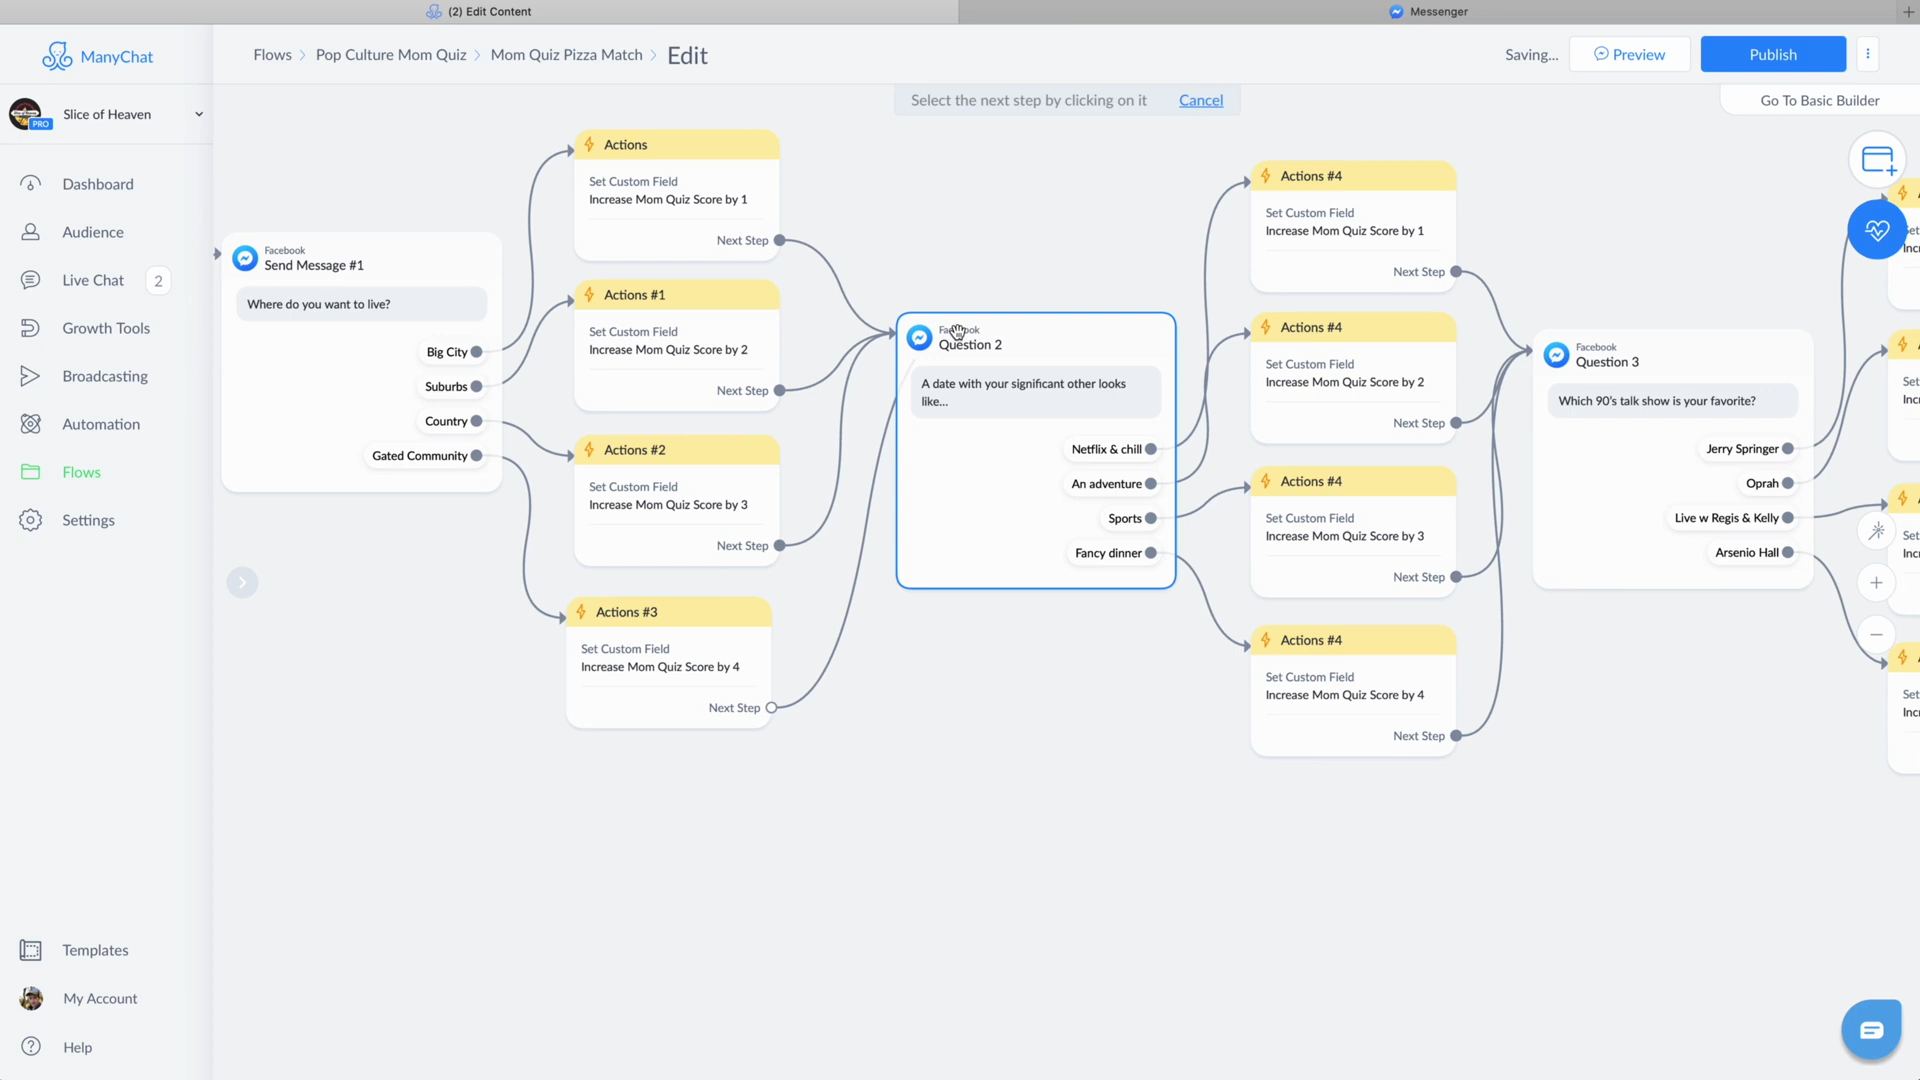 (2) Edit Content
Messenger
ManyChat
Flows
Pop Culture Mom Quiz
Mom Quiz Pizza Match
Edit
Saving...
Preview
Publish
Slice of Heaven
PRO
Select the next step by clicking on it
Cancel
Go To Basic Builder
Dashboard
Audience
Live Chat
2
Growth Tools
Broadcasting
Automation
Flows
Settings
Templates
My Account
Help
Facebook
Send Message #1
Where do you want to live?
Big City
Suburbs
Country
Gated Community
Actions
Set Custom Field
Increase Mom Quiz Score by 1
Next Step
Actions #1
Set Custom Field
Increase Mom Quiz Score by 2
Next Step
Actions #2
Set Custom Field
Increase Mom Quiz Score by 3
Next Step
Actions #3
Set Custom Field
Increase Mom Quiz Score by 4
Next Step
Facebook
Question 2
A date with your significant other looks
like...
Netflix & chill
An adventure
Sports
Fancy dinner
Actions #4
Set Custom Field
Increase Mom Quiz Score by 1
Next Step
Actions #4
Set Custom Field
Increase Mom Quiz Score by 2
Next Step
Actions #4
Set Custom Field
Increase Mom Quiz Score by 3
Next Step
Actions #4
Set Custom Field
Increase Mom Quiz Score by 4
Next Step
Facebook
Question 3
Which 90's talk show is your favorite?
Jerry Springer
Oprah
Live w Regis & Kelly
Arsenio Hall
Set
Set
Set